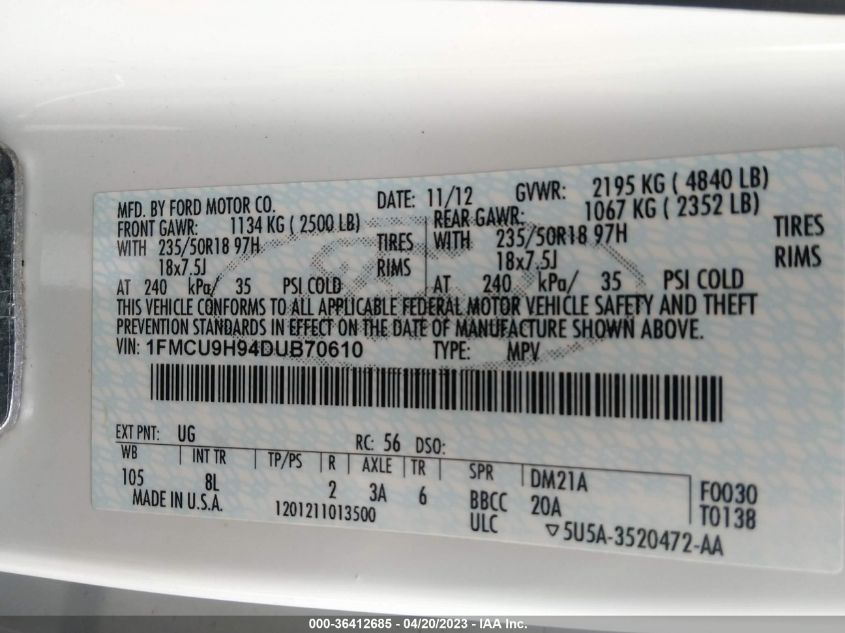 MFD. BY FORD MOTOR CO. DATE: 11/12 GVWR: 2195 KG ( 4840 LB)
FRONT GAWR: 1134 KG ( 2500 LB) REAR GAWR: 1067 KG ( 2352 LB)
WITH 235/50R18 97H TIRES WITH 235/50R18 97H TIRES
18x7.5J RIMS 18x7.5J RIMS
AT 240 kPa/ 35 PSI COLD AT 240 kPa/ 35 PSI COLD
THIS VEHICLE CONFORMS TO ALL APPLICABLE FEDERAL MOTOR VEHICLE SAFETY AND THEFT
PREVENTION STANDARDS IN EFFECT ON THE DATE OF MANUFACTURE SHOWN ABOVE.
VIN: 1FMCU9H94DUB70610 TYPE: MPV
EXT PNT: UG RC: 56 DSO:
WB INT TR TP/PS R AXLE TR SPR DM21A F0030
105 8L 2 3A 6 BBCC 20A T0138
MADE IN U.S.A. 1201211013500 ULC ▽5U5A-3520472-AA
000-36412685 - 04/20/2023 - IAA Inc.